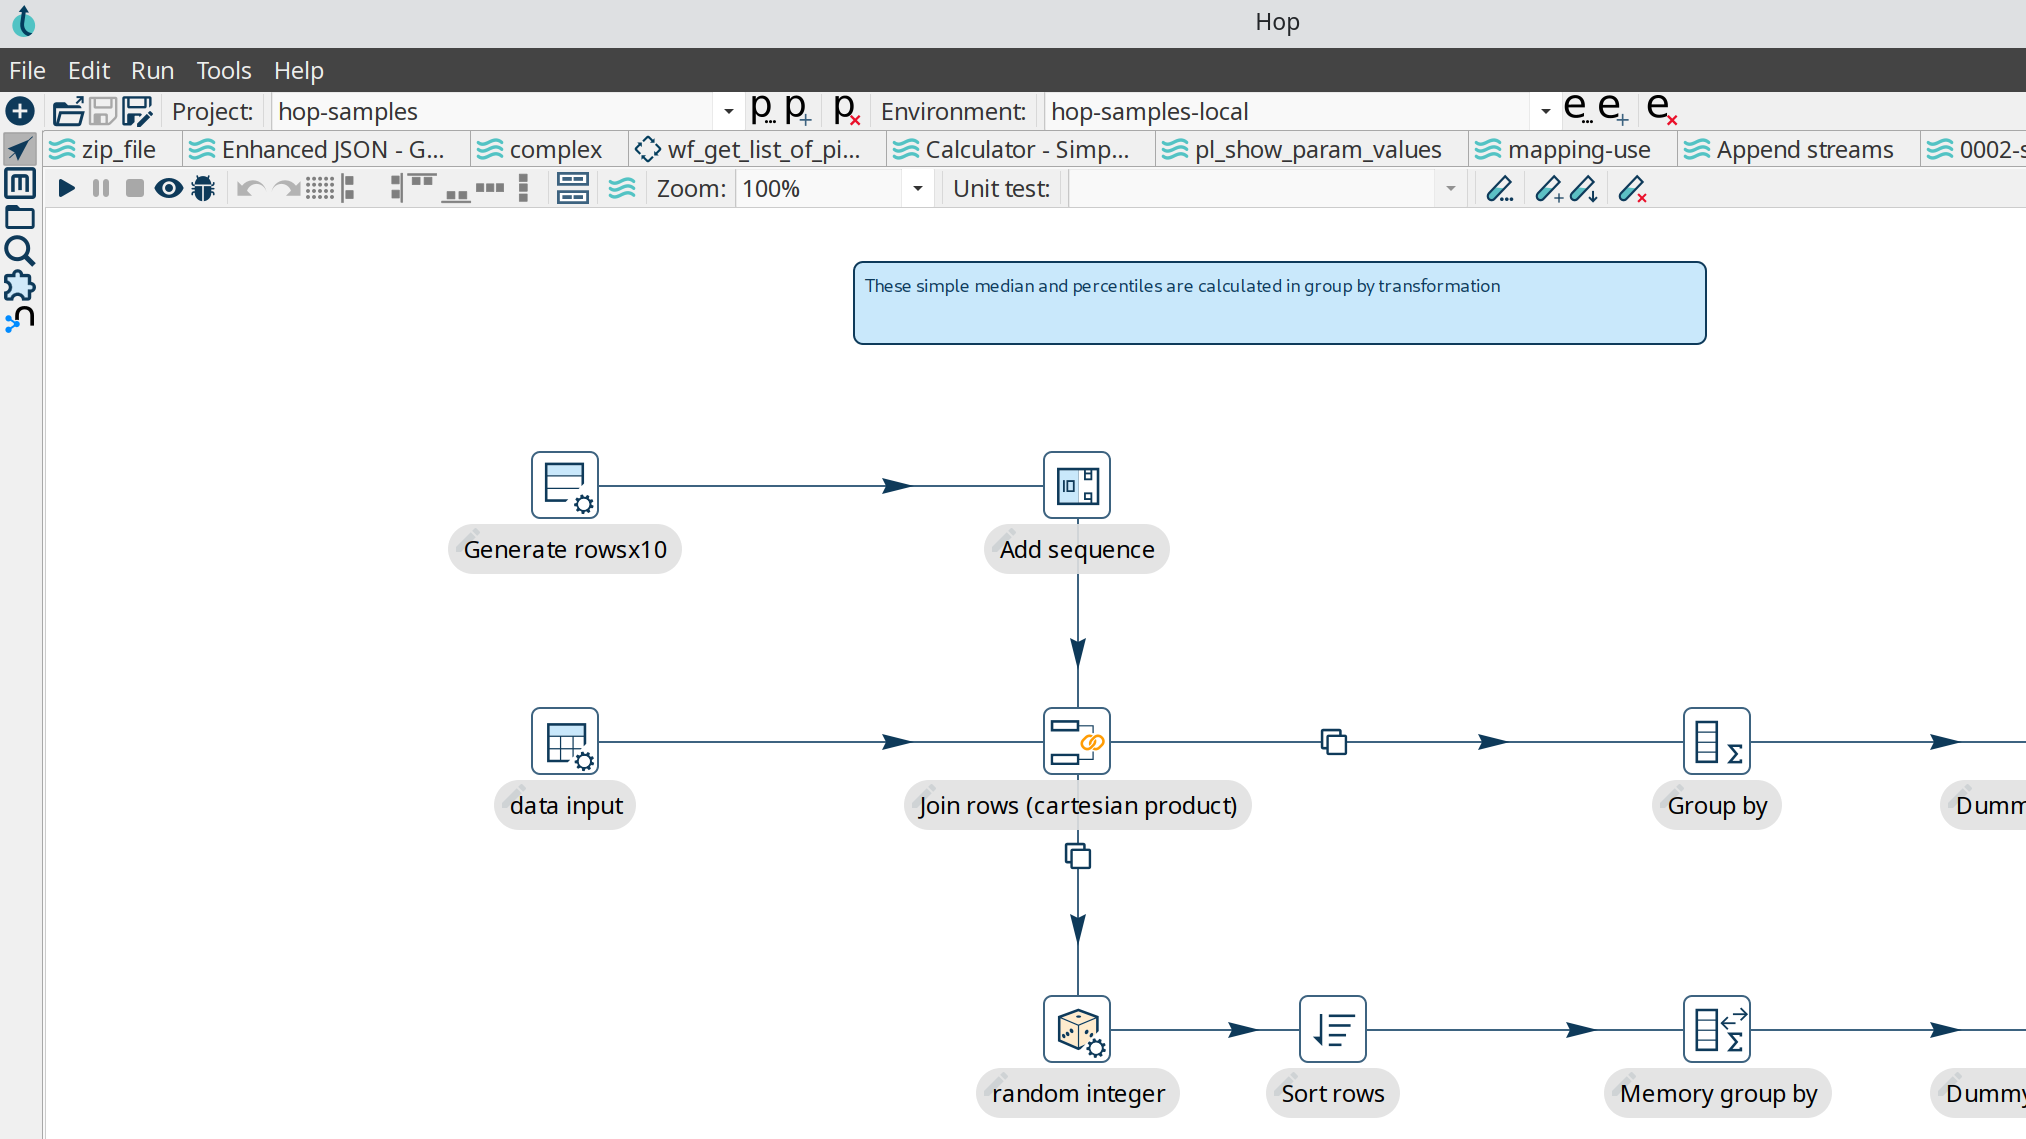 Hop
File Edit Run Tools Help
Project: hop-samples Environment: hop-samples-local
zip_file Enhanced JSON - G... complex wf_get_list_of_pi... Calculator - Simp... pl_show_param_values mapping-use Append streams 0002-s
Zoom: 100% Unit test:
These simple median and percentiles are calculated in group by transformation
Generate rowsx10 Add sequence
data input Join rows (cartesian product) Group by Dumm
random integer Sort rows Memory group by Dummy